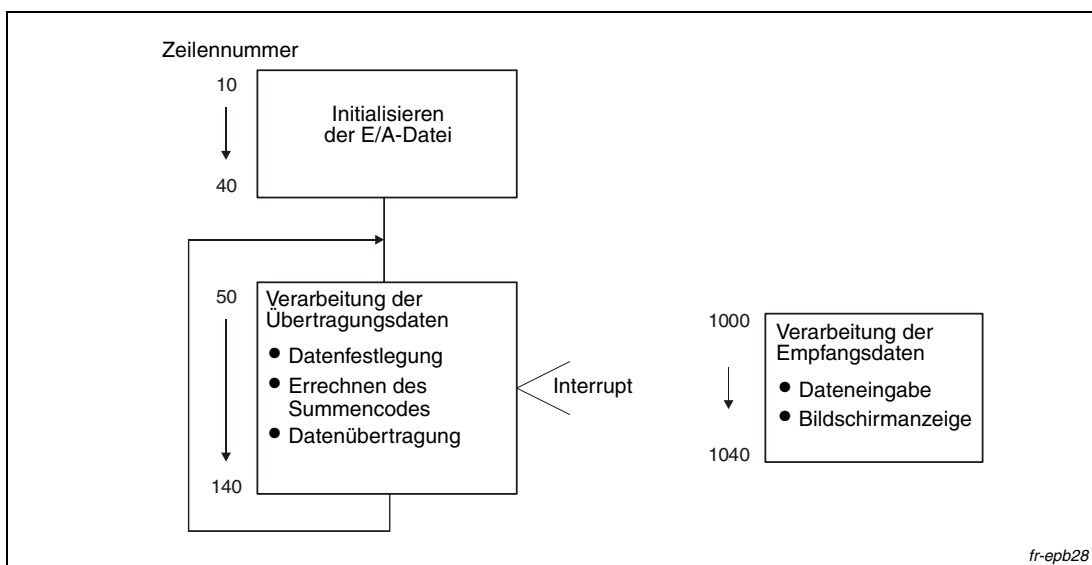 Zeilennummer
10
40
Initialisieren
der E/A-Datei
50
140
Verarbeitung der
Übertragungsdaten
● Datenfestlegung
● Errechnen des
Summencodes
● Datenübertragung
Interrupt
1000
1040
Verarbeitung der
Empfangsdaten
● Dateneingabe
● Bildschirmanzeige
fr-epb28